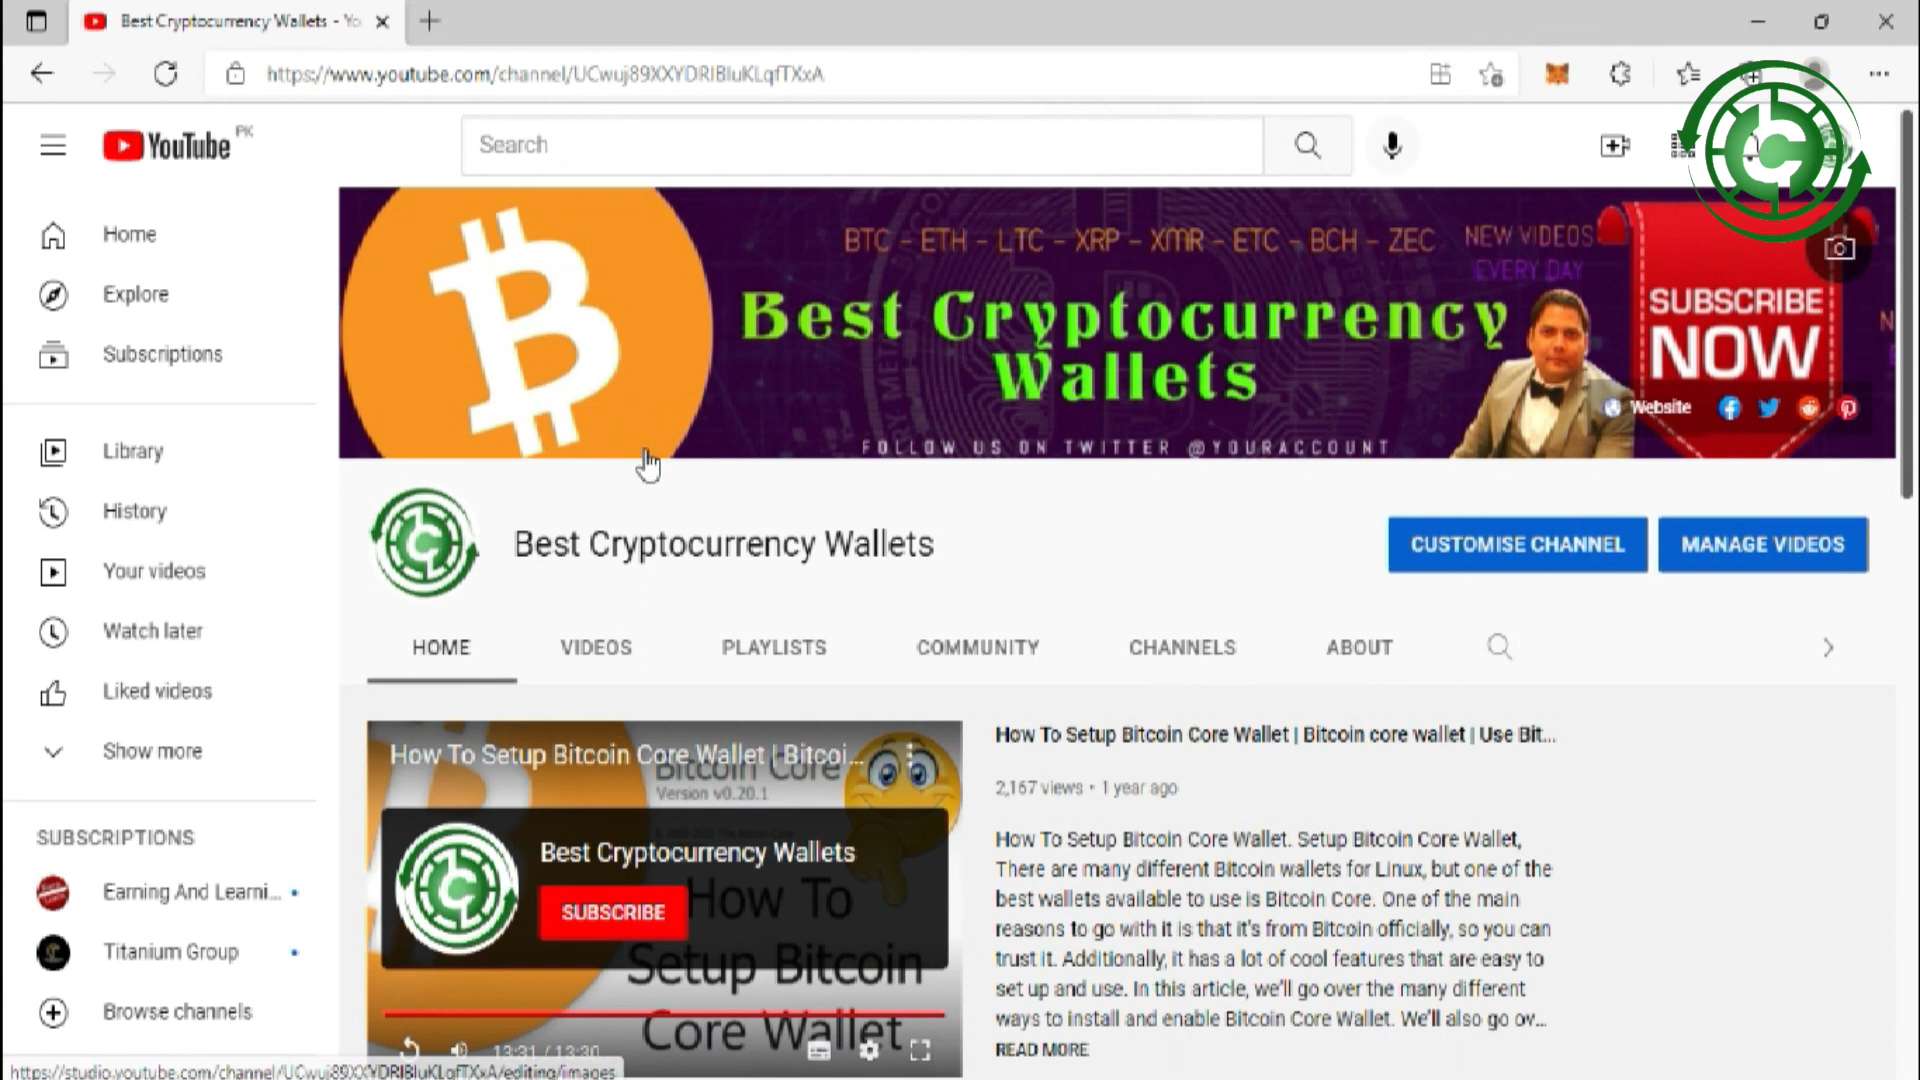 Best Cryptocurrency Wallets - Yo
https://www.youtube.com/channel/UCwuj89XXYDRIBIuKLqfTXxA
YouTube PK
Search
Home
Explore
Subscriptions
Library
History
Your videos
Watch later
Liked videos
Show more
SUBSCRIPTIONS
Earning And Learni...
Titanium Group
Browse channels
BTC - ETH - LTC - XRP - XMR - ETC - BCH - ZEC
NEW VIDEOS
EVERY DAY
Best Cryptocurrency
Wallets
FOLLOW US ON TWITTER @YOURACCOUNT
SUBSCRIBE
NOW
Website
Best Cryptocurrency Wallets
CUSTOMISE CHANNEL
MANAGE VIDEOS
HOME
VIDEOS
PLAYLISTS
COMMUNITY
CHANNELS
ABOUT
How To Setup Bitcoin Core Wallet | Bitcoi...
Bitcoin Core
Version v0.20.1
Best Cryptocurrency Wallets
SUBSCRIBE
How To
Setup Bitcoin
Core Wallet
13:31 / 13:30
How To Setup Bitcoin Core Wallet | Bitcoin core wallet | Use Bit...
2,167 views • 1 year ago
How To Setup Bitcoin Core Wallet. Setup Bitcoin Core Wallet,
There are many different Bitcoin wallets for Linux, but one of the
best wallets available to use is Bitcoin Core. One of the main
reasons to go with it is that it's from Bitcoin officially, so you can
trust it. Additionally, it has a lot of cool features that are easy to
set up and use. In this article, we'll go over the many different
ways to install and enable Bitcoin Core Wallet. We'll also go ov...
READ MORE
https://studio.youtube.com/channel/UCwuj89XXYDRIBIuKLqfTXxA/editing/images